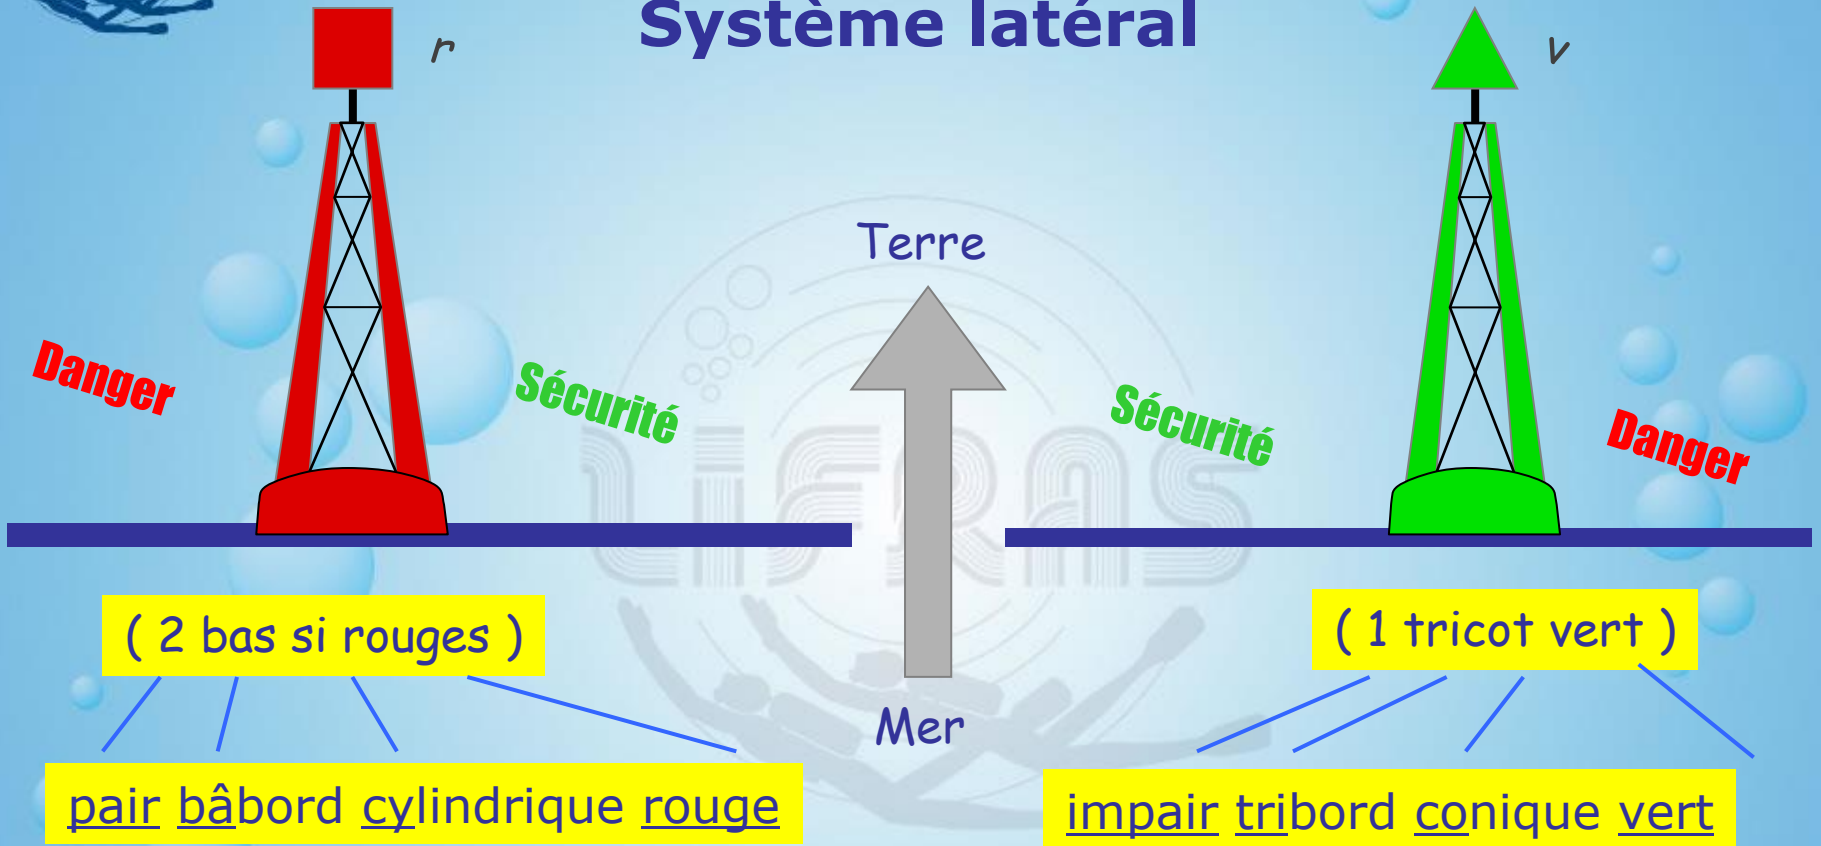 Système latéral
r
v
Terre
Danger
Sécurité
Sécurité
Danger
LIFRAS
( 2 bas si rouges )
( 1 tricot vert )
Mer
pair bâbord cylindrique rouge
impair tribord conique vert